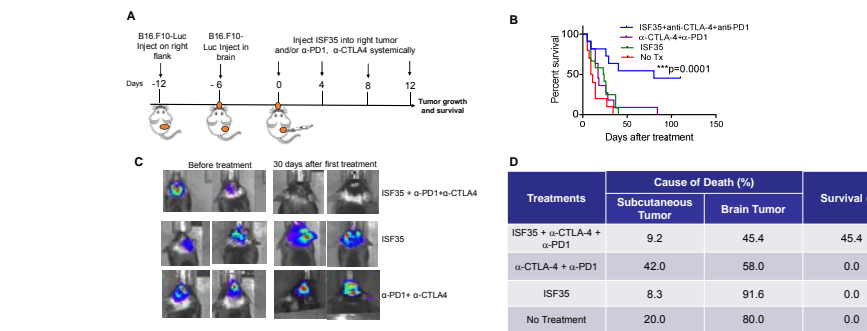 A
B16.F10-Luc
Inject on right
flank
B16.F10-
Luc Inject in
brain
Inject ISF35 into right tumor
and/or α-PD1, α-CTLA4 systemically
Days
-12
- 6
0
4
8
12
Tumor growth
and survival
B
Percent survival
100
50
0
0
50
100
150
Days after treatment
ISF35+anti-CTLA-4+anti-PD1
α-CTLA4+α-PD1
ISF35
No Tx
***p=0.0001
C
Before treatment
30 days after first treatment
ISF35 + α-PD1+αCTLA4
ISF35
α-PD1+ α-CTLA4
D
Treatments
Cause of Death (%)
Subcutaneous
Tumor
Brain Tumor
Survival
ISF35 + α-CTLA-4 +
α-PD1
9.2
45.4
45.4
α-CTLA-4 + α-PD1
42.0
58.0
0.0
ISF35
8.3
91.6
0.0
No Treatment
20.0
80.0
0.0